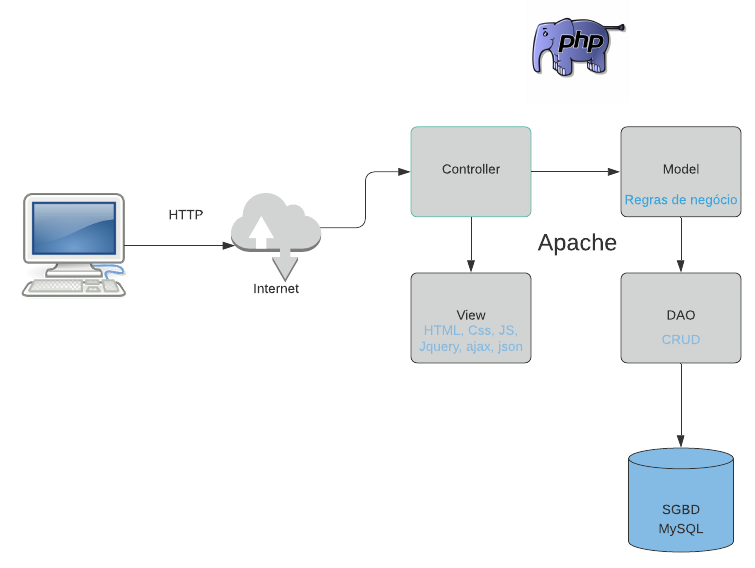 php
Controller
Model
Regras de negócio
HTTP
Apache
Internet
View
HTML, Css, JS,
Jquery, ajax, json
DAO
CRUD
SGBD
MySQL